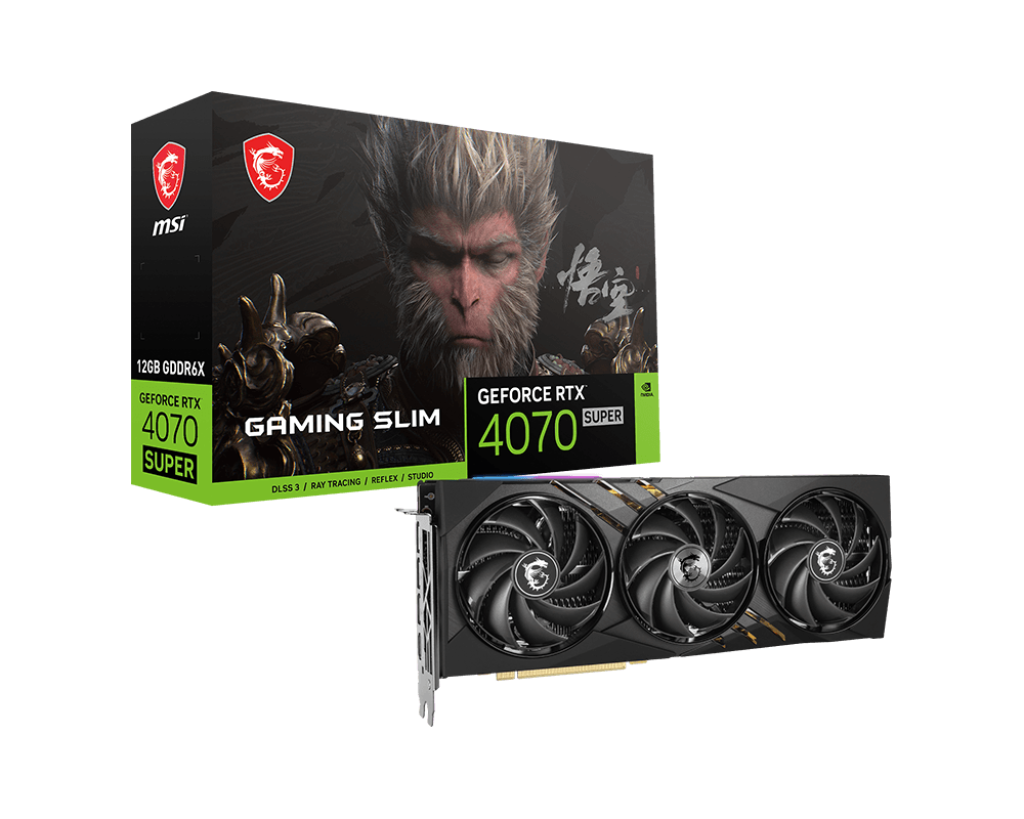 msi
12GB GDDR6X
GEFORCE RTX
4070
SUPER
悟空
GAMING SLIM
GEFORCE RTX
4070 SUPER
NVIDIA
DLSS 3 / RAY TRACING / REFLEX / STUDIO